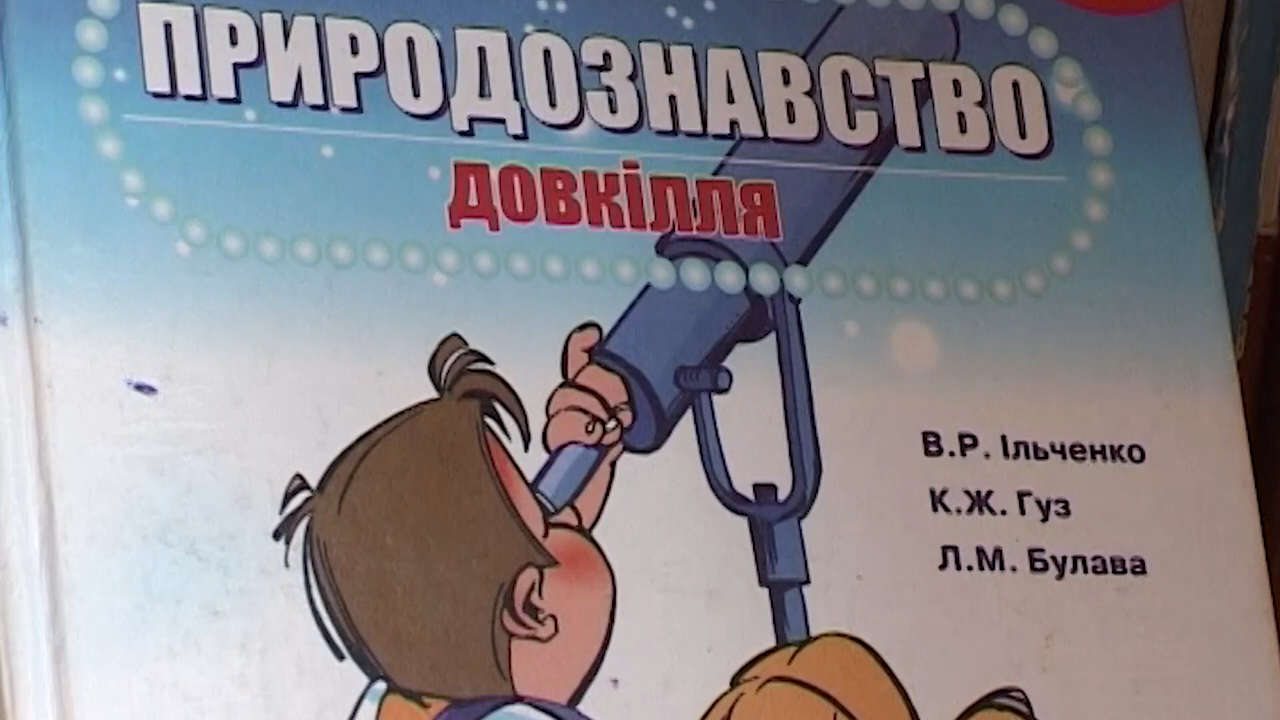 ПРИРОДОЗНАВСТВО
ДОВКІЛЛЯ
В.Р. Ільченко
К.Ж. Гуз
Л.М. Булава